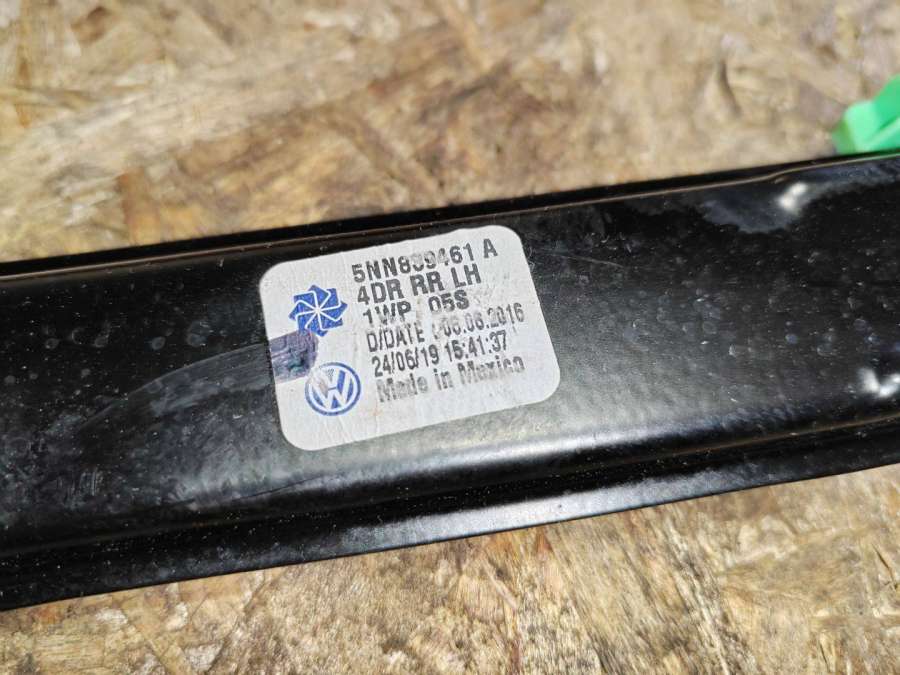 5NN839461 A
4DR RR LH
1WP 05S
D/DATE 06.06.2016
24/06/19 15:41:37
Made in Mexico